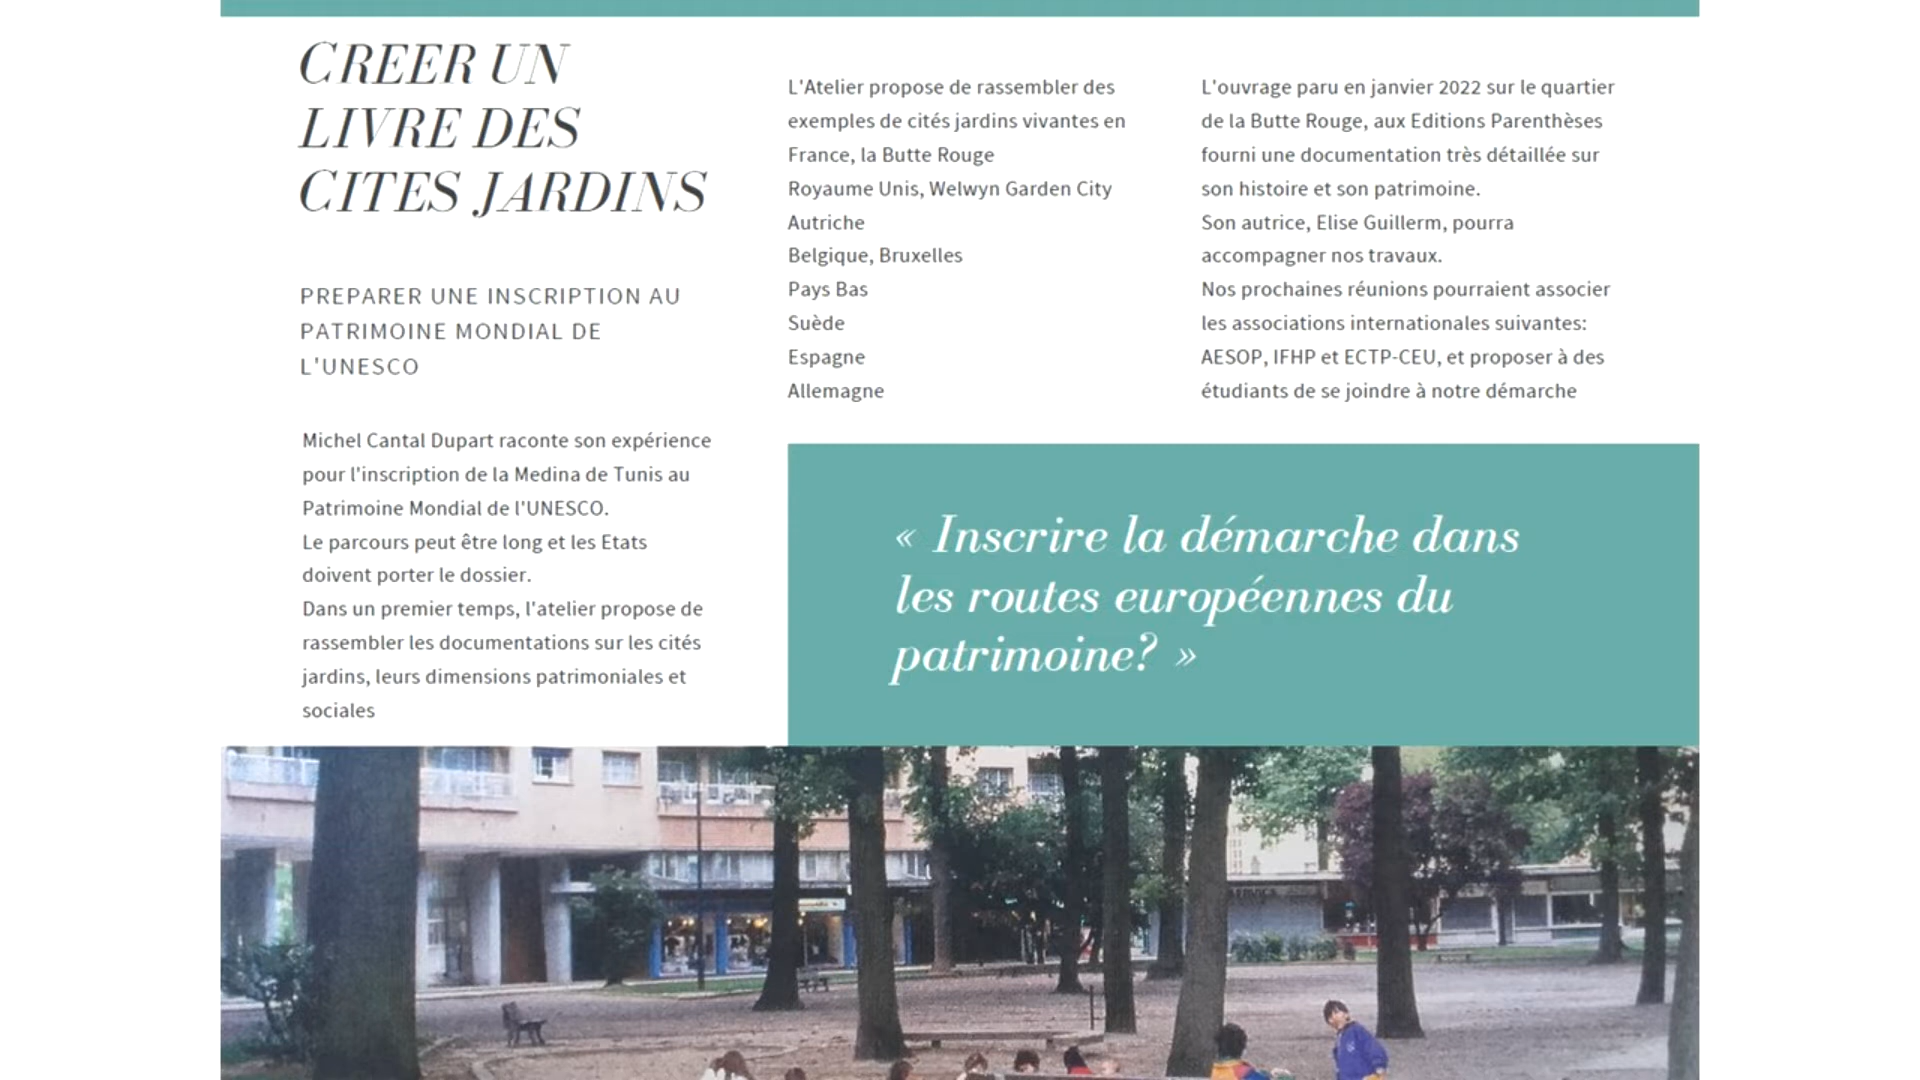 CREER UN
LIVRE DES
CITES JARDINS
PREPARER UNE INSCRIPTION AU
PATRIMOINE MONDIAL DE
L'UNESCO
Michel Cantal Dupart raconte son expérience
pour l'inscription de la Medina de Tunis au
Patrimoine Mondial de l'UNESCO.
Le parcours peut être long et les Etats
doivent porter le dossier.
Dans un premier temps, l'atelier propose de
rassembler les documentations sur les cités
jardins, leurs dimensions patrimoniales et
sociales
L'Atelier propose de rassembler des
exemples de cités jardins vivantes en
France, la Butte Rouge
Royaume Unis, Welwyn Garden City
Autriche
Belgique, Bruxelles
Pays Bas
Suède
Espagne
Allemagne
L'ouvrage paru en janvier 2022 sur le quartier
de la Butte Rouge, aux Editions Parenthèses
fourni une documentation très détaillée sur
son histoire et son patrimoine.
Son autrice, Elise Guillerm, pourra
accompagner nos travaux.
Nos prochaines réunions pourraient associer
les associations internationales suivantes:
AESOP, IFHP et ECTP-CEU, et proposer à des
étudiants de se joindre à notre démarche
« Inscrire la démarche dans
les routes européennes du
patrimoine? »